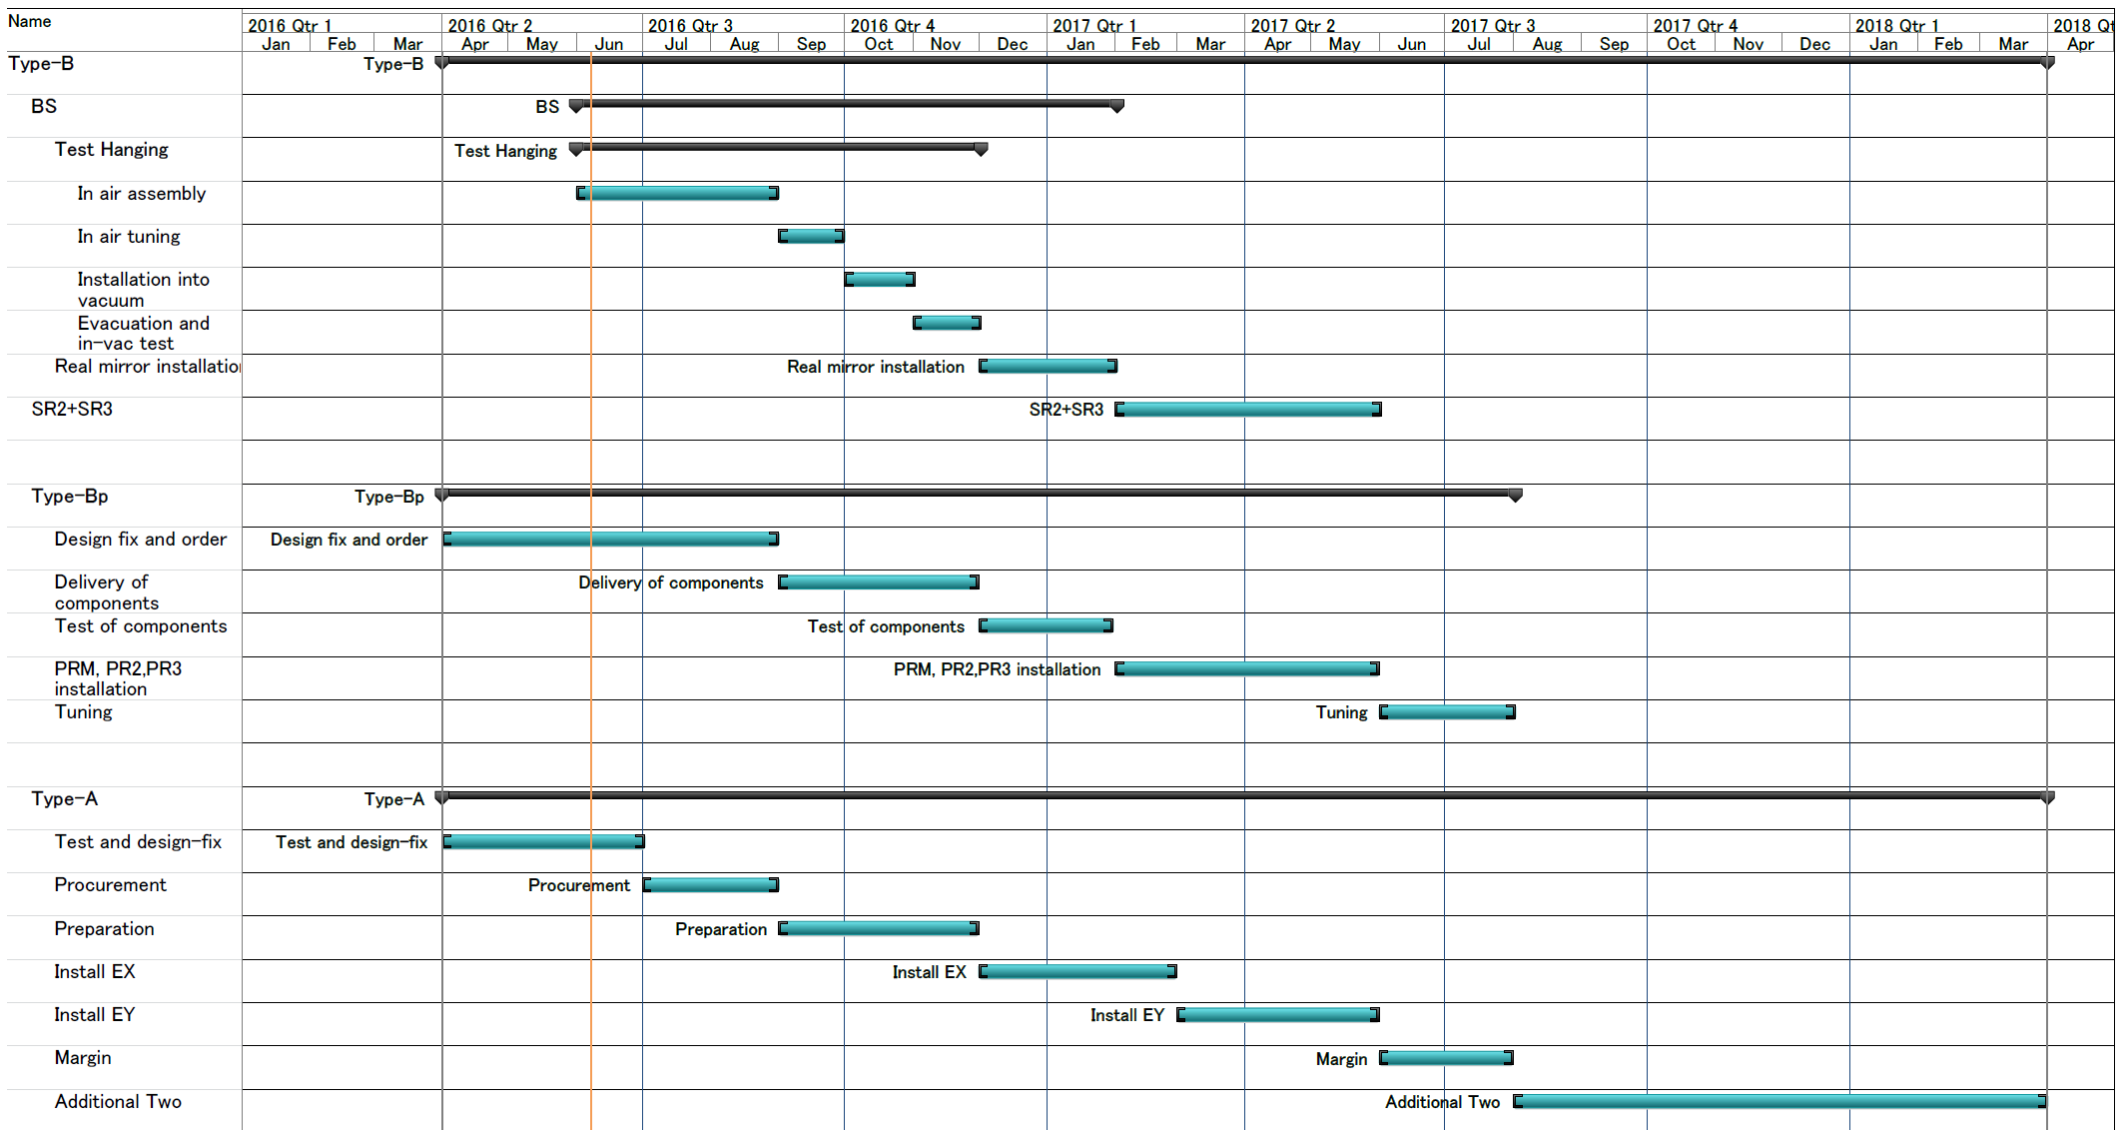 Name
2016 Qtr 1 2016 Qtr 2 2016 Qtr 3 2016 Qtr 4 2017 Qtr 1 2017 Qtr 2 2017 Qtr 3 2017 Qtr 4 2018 Qtr 1 2018 Qt
Jan Feb Mar Apr May Jun Jul Aug Sep Oct Nov Dec Jan Feb Mar Apr May Jun Jul Aug Sep Oct Nov Dec Jan Feb Mar Apr
Type-B Type-B
BS BS
Test Hanging Test Hanging
In air assembly
In air tuning
Installation into
vacuum
Evacuation and
in-vac test
Real mirror installation Real mirror installation
SR2+SR3 SR2+SR3
Type-Bp Type-Bp
Design fix and order Design fix and order
Delivery of
components
Delivery of components
Test of components Test of components
PRM, PR2,PR3
installation
PRM, PR2,PR3 installation
Tuning Tuning
Type-A Type-A
Test and design-fix Test and design-fix
Procurement Procurement
Preparation Preparation
Install EX Install EX
Install EY Install EY
Margin Margin
Additional Two Additional Two